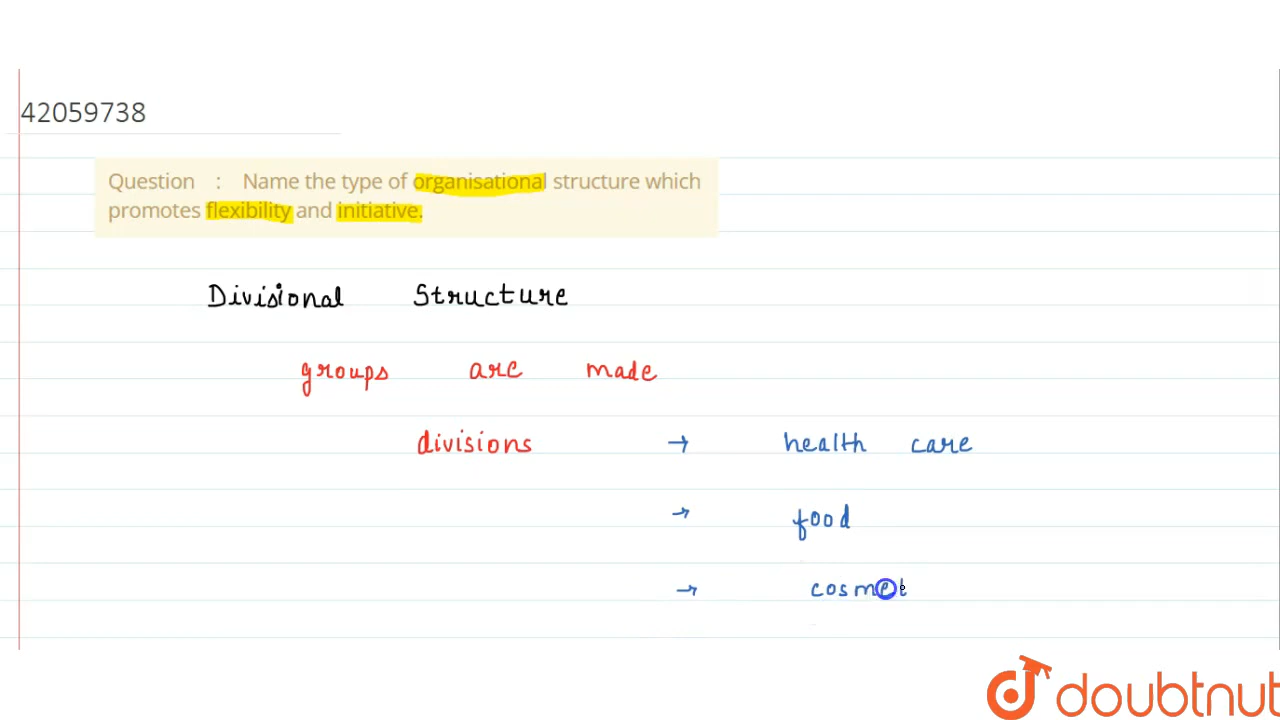 42059738
Question : Name the type of organisational structure which
promotes flexibility and initiative.
Divisional Structure
groups are made
divisions → health care
→ food
→ cosmet
doubtnut